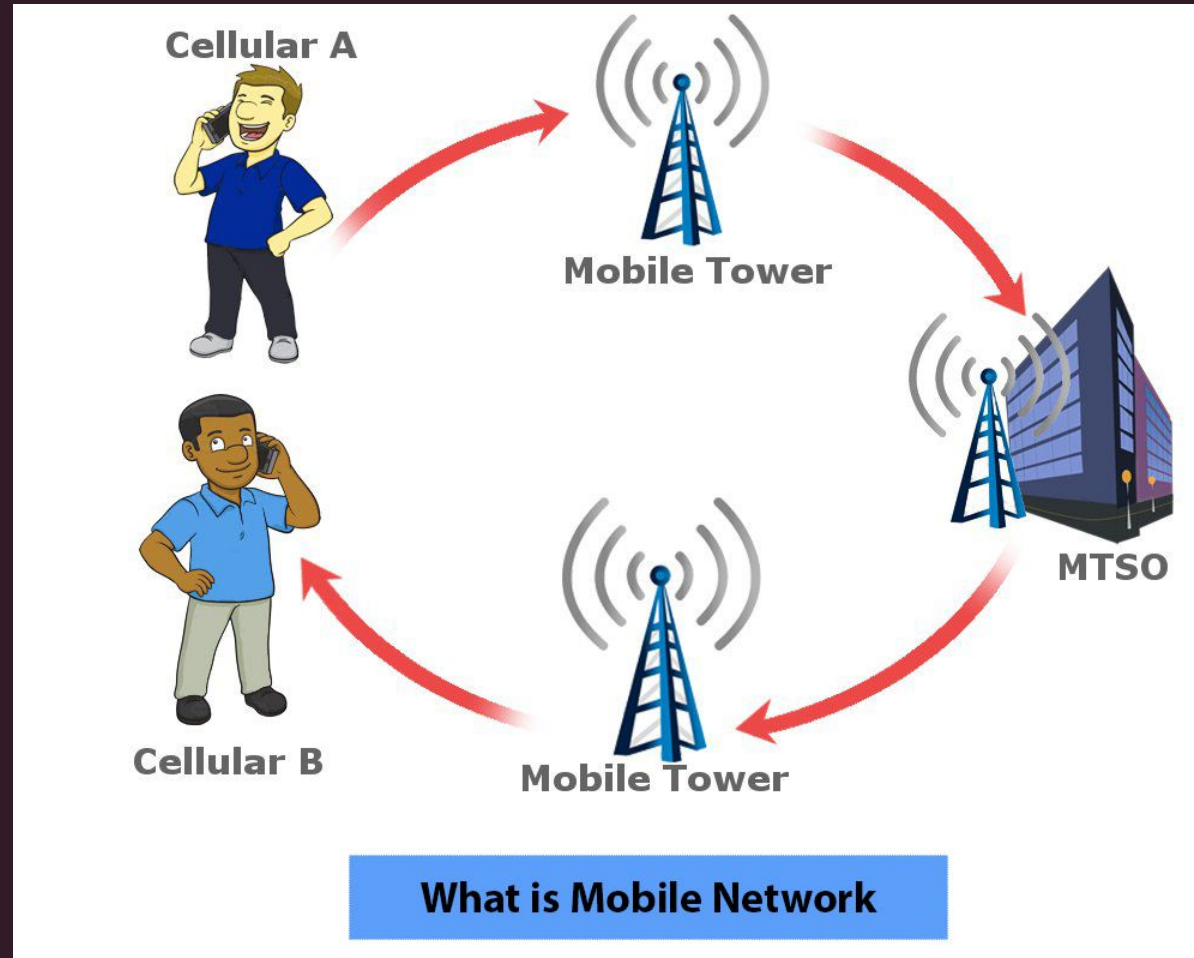 Cellular A
Mobile Tower
MTSO
Mobile Tower
Cellular B
What is Mobile Network